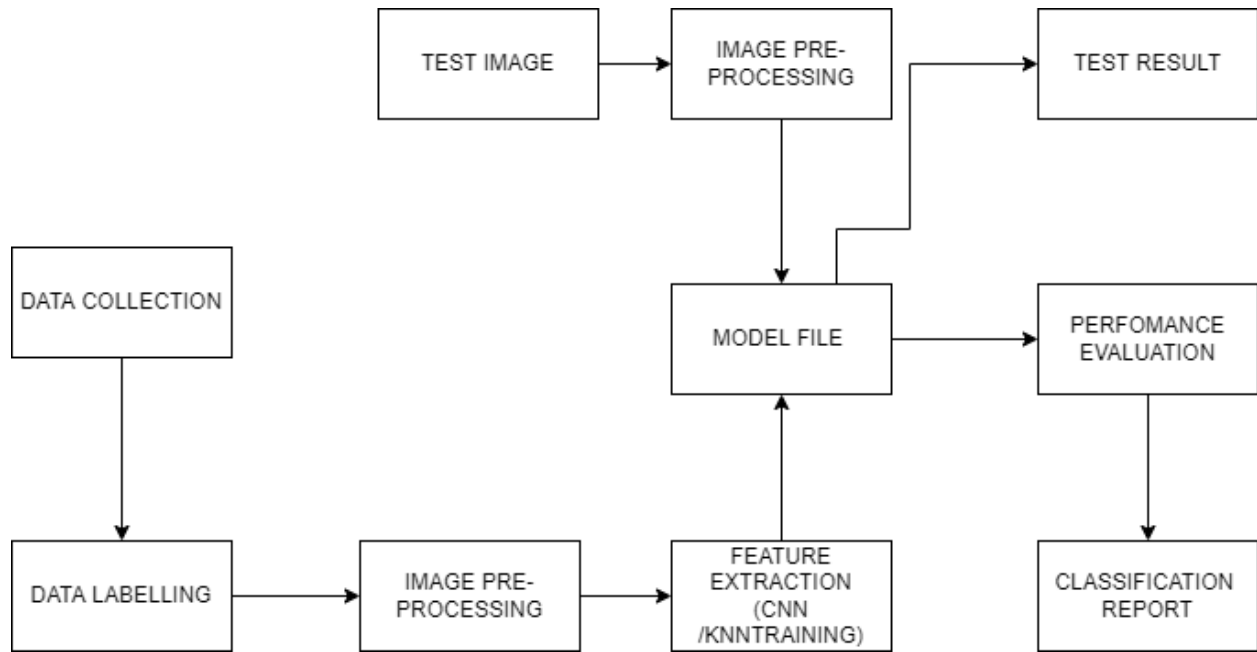 TEST IMAGE
IMAGE PRE-
PROCESSING
TEST RESULT
DATA COLLECTION
MODEL FILE
PERFOMANCE
EVALUATION
DATA LABELLING
IMAGE PRE-
PROCESSING
FEATURE
EXTRACTION
(CNN
/KNNTRAINING)
CLASSIFICATION
REPORT